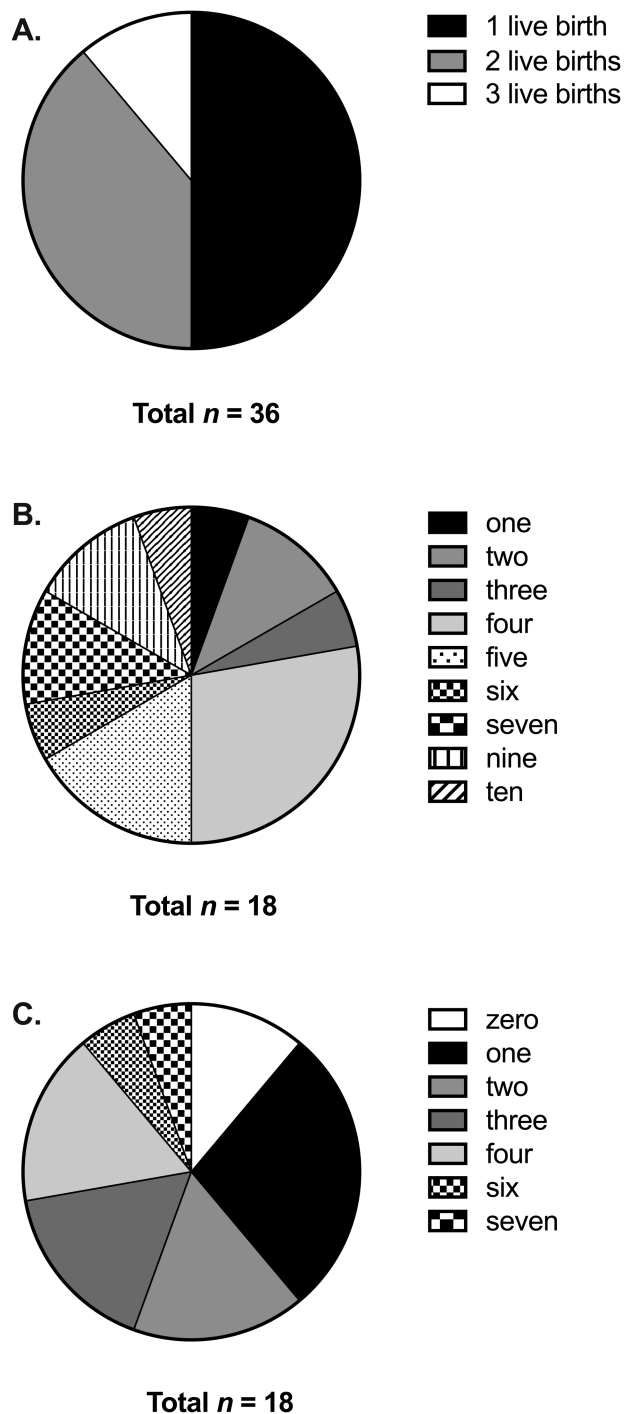 A.
1 live birth
2 live births
3 live births
Total n = 36
B.
one
two
three
four
five
six
seven
nine
ten
Total n = 18
C.
zero
one
two
three
four
six
seven
Total n = 18